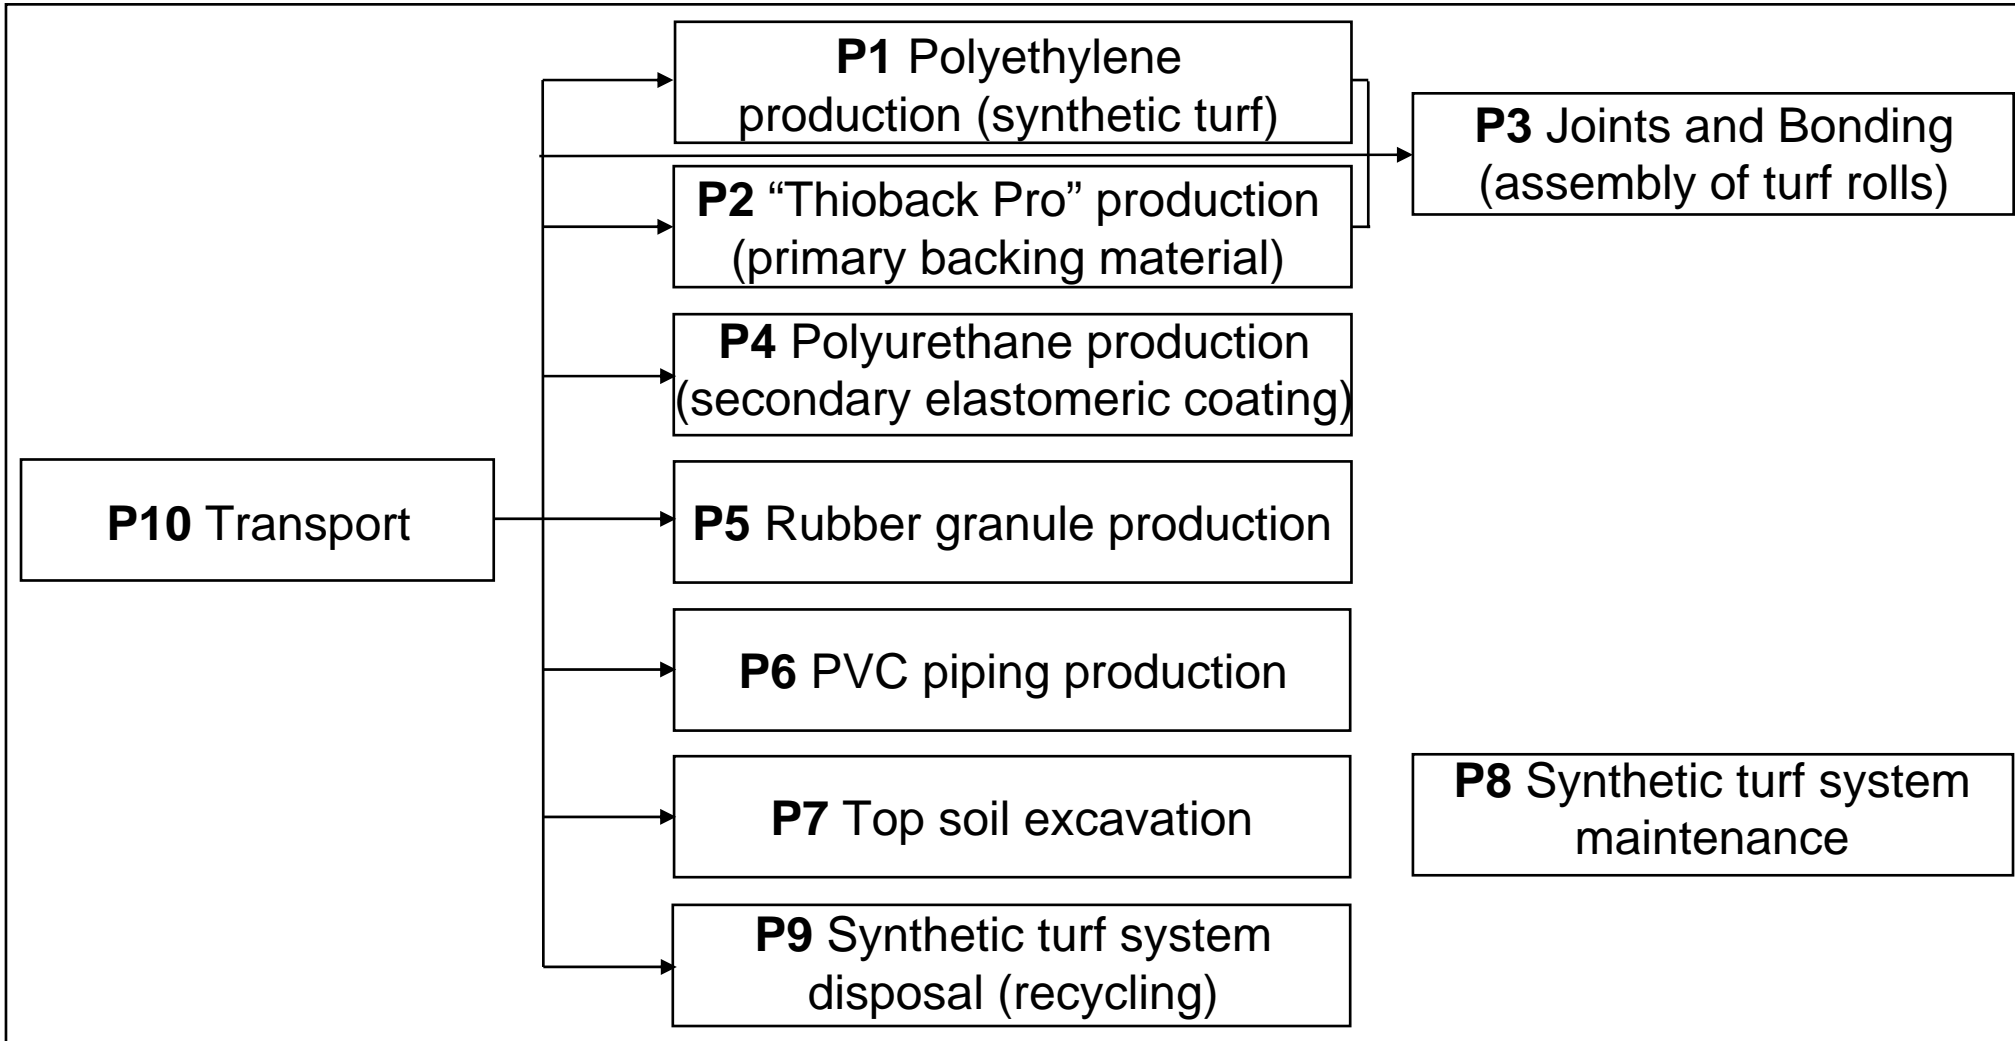 P1 Polyethylene
production (synthetic turf)
P3 Joints and Bonding
(assembly of turf rolls)
P2 “Thioback Pro” production
(primary backing material)
P4 Polyurethane production
(secondary elastomeric coating)
P10 Transport
P5 Rubber granule production
P6 PVC piping production
P7 Top soil excavation
P8 Synthetic turf system
maintenance
P9 Synthetic turf system
disposal (recycling)